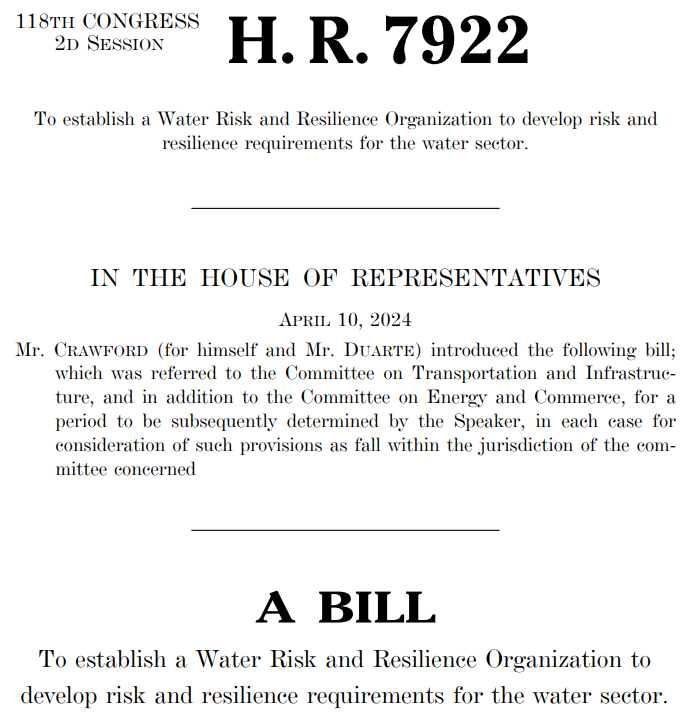 118TH CONGRESS
2D SESSION
H. R. 7922
To establish a Water Risk and Resilience Organization to develop risk and
resilience requirements for the water sector.
IN THE HOUSE OF REPRESENTATIVES
APRIL 10, 2024
Mr. CRAWFORD (for himself and Mr. DUARTE) introduced the following bill;
which was referred to the Committee on Transportation and Infrastruc-
ture, and in addition to the Committee on Energy and Commerce, for a
period to be subsequently determined by the Speaker, in each case for
consideration of such provisions as fall within the jurisdiction of the com-
mittee concerned
A BILL
To establish a Water Risk and Resilience Organization to
develop risk and resilience requirements for the water sector.